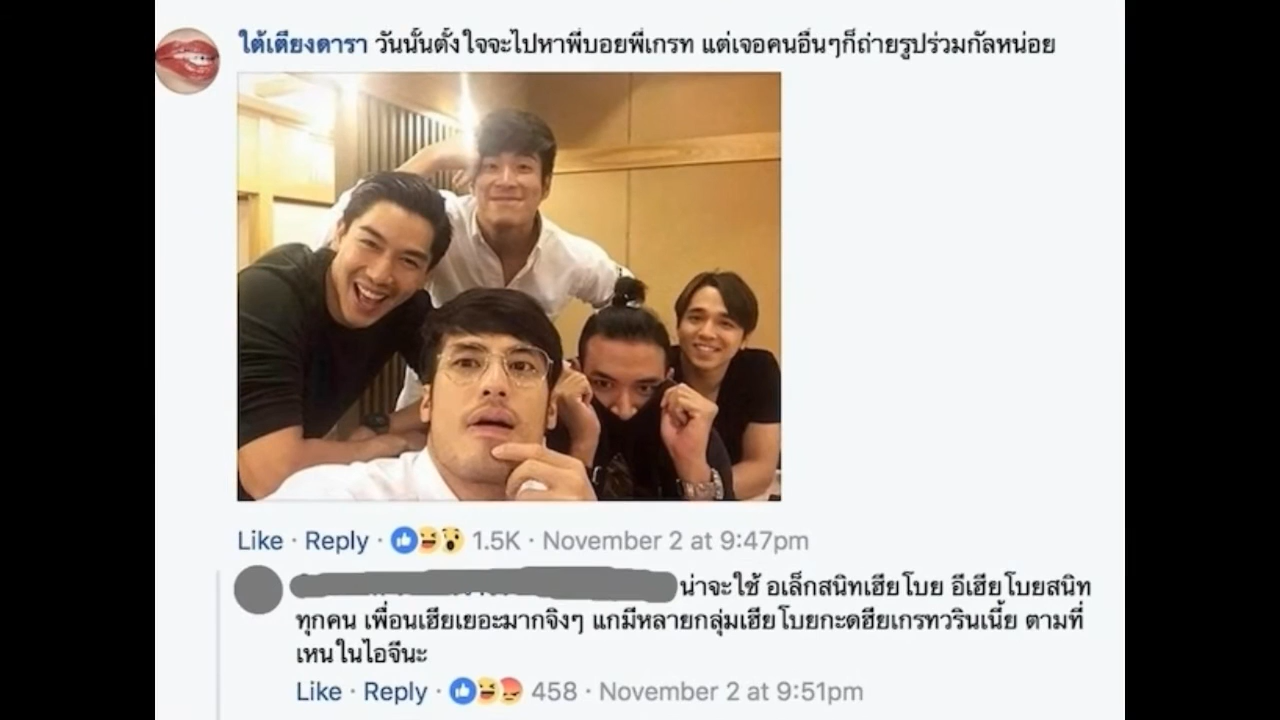 ใต้เตียงดารา วันนั้นตั้งใจจะไปหาพี่บอยพี่เกรท แต่เจอคนอื่นๆก็ถ่ายรูปร่วมกัลหน่อย
Like · Reply · 1.5K · November 2 at 9:47pm
น่าจะใช้ อเล็กสนิทเฮียโบย อีเฮียโบยสนิท
ทุกคน เพื่อนเฮียเยอะมากจิงๆ แกมีหลายกลุ่มเฮียโบยกะดฮียเกรทวรินเนี้ย ตามที่
เหนในไอจีนะ
Like · Reply · 458 · November 2 at 9:51pm